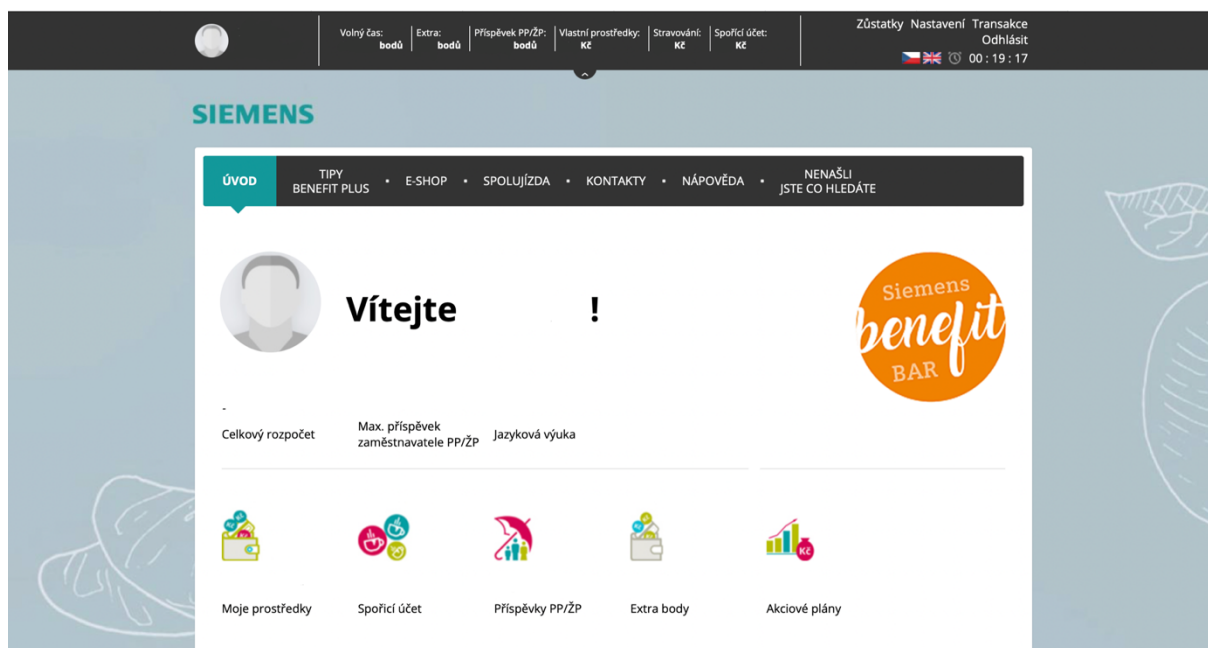 Volný čas:
bodů
Extra:
bodů
Příspěvek PP/ŽP:
bodů
Vlastní prostředky:
Kč
Stravování:
Kč
Spořící účet:
Kč
Zůstatky Nastavení Transakce
Odhlásit
00 : 19 : 17
SIEMENS
ÚVOD
TIPY
BENEFIT PLUS
E-SHOP
SPOLUJÍZDA
KONTAKTY
NÁPOVĚDA
NENAŠLI
JSTE CO HLEDÁTE
Vítejte !
Siemens
benefit
BAR
-
Celkový rozpočet
Max. příspěvek
zaměstnavatele PP/ŽP
Jazyková výuka
Kč
Moje prostředky
Spořicí účet
Příspěvky PP/ŽP
Extra body
Akciové plány